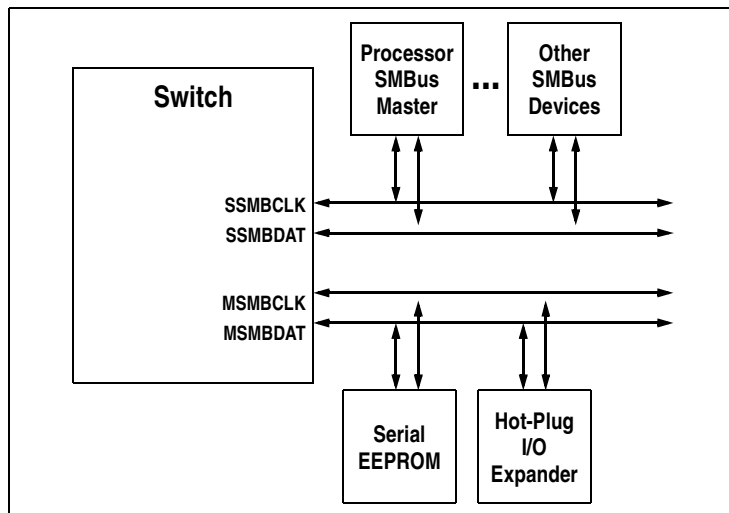 Switch
Processor
SMBus
Master
...
Other
SMBus
Devices
SSMBCLK
SSMBDAT
MSMBCLK
MSMBDAT
Serial
EEPROM
Hot-Plug
I/O
Expander